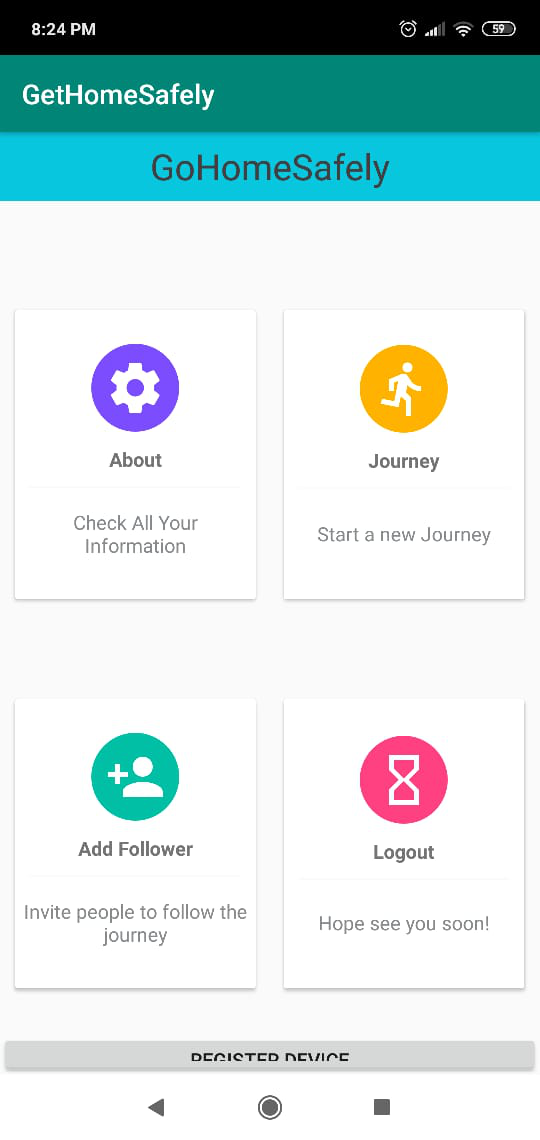 8:24 PM
59
GetHomeSafely
GoHomeSafely
About
Journey
Check All Your
Information
Start a new Journey
Add Follower
Logout
Invite people to follow the
journey
Hope see you soon!
REGISTER DEVICE